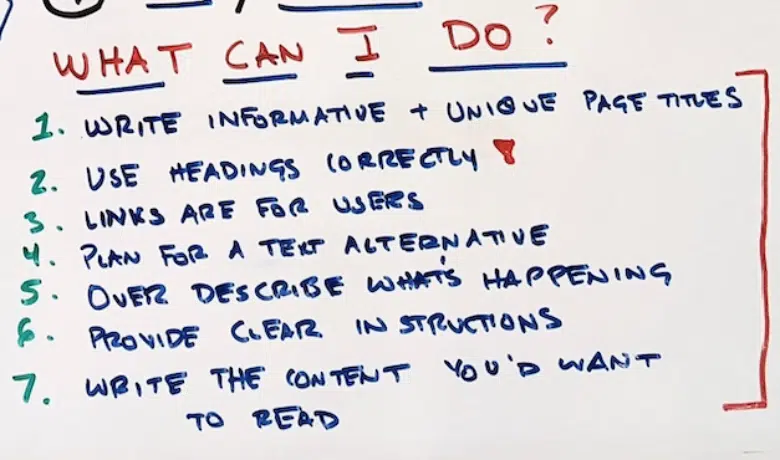 WHAT CAN I DO?
1. WRITE INFORMATIVE + UNIQUE PAGE TITLES
2. USE HEADINGS CORRECTLY
3. LINKS ARE FOR USERS
4. PLAN FOR A TEXT ALTERNATIVE
5. OVER DESCRIBE WHAT'S HAPPENING
6. PROVIDE CLEAR INSTRUCTIONS
7. WRITE THE CONTENT YOU'D WANT
TO READ